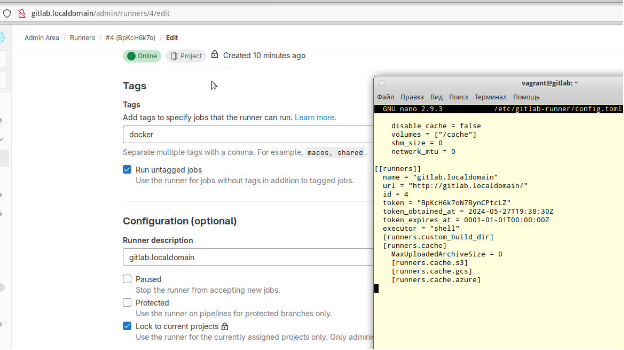 gitlab.localdomain/admin/runners/4/edit
Admin Area / Runners / #4 (BpKcH6k7o) / Edit
Online Project Created 10 minutes ago
Tags
Tags
Add tags to specify jobs that the runner can run. Learn more.
docker
Separate multiple tags with a comma. For example, macos, shared.
Run untagged jobs
Use the runner for jobs without tags in addition to tagged jobs.
Configuration (optional)
Runner description
gitlab.localdomain
Paused
Stop the runner from accepting new jobs.
Protected
Use the runner on pipelines for protected branches only.
Lock to current projects
Use the runner for the currently assigned projects only. Only admini
vagrant@gitlab: ~
Файл Правка Вид Поиск Терминал Помощь
GNU nano 2.9.3 /etc/gitlab-runner/config.toml
disable_cache = false
volumes = ["/cache"]
shm_size = 0
network_mtu = 0
[[runners]]
name = "gitlab.localdomain"
url = "http://gitlab.localdomain/"
id = 4
token = "BpKcH6k7oN7BynCPtcLZ"
token_obtained_at = 2024-05-27T19:38:30Z
token_expires_at = 0001-01-01T00:00:00Z
executor = "shell"
[runners.custom_build_dir]
[runners.cache]
MaxUploadedArchiveSize = 0
[runners.cache.s3]
[runners.cache.gcs]
[runners.cache.azure]